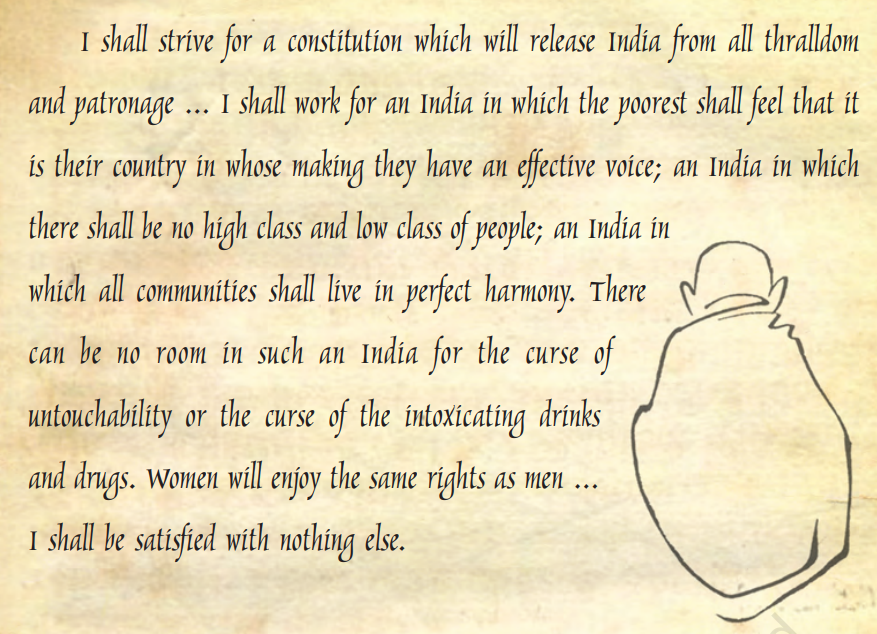 I shall strive for a constitution which will release India from all thralldom
and patronage ... I shall work for an India in which the poorest shall feel that it
is their country in whose making they have an effective voice; an India in which
there shall be no high class and low class of people; an India in
which all communities shall live in perfect harmony. There
can be no room in such an India for the curse of
untouchability or the curse of the intoxicating drinks
and drugs. Women will enjoy the same rights as men ...
I shall be satisfied with nothing else.